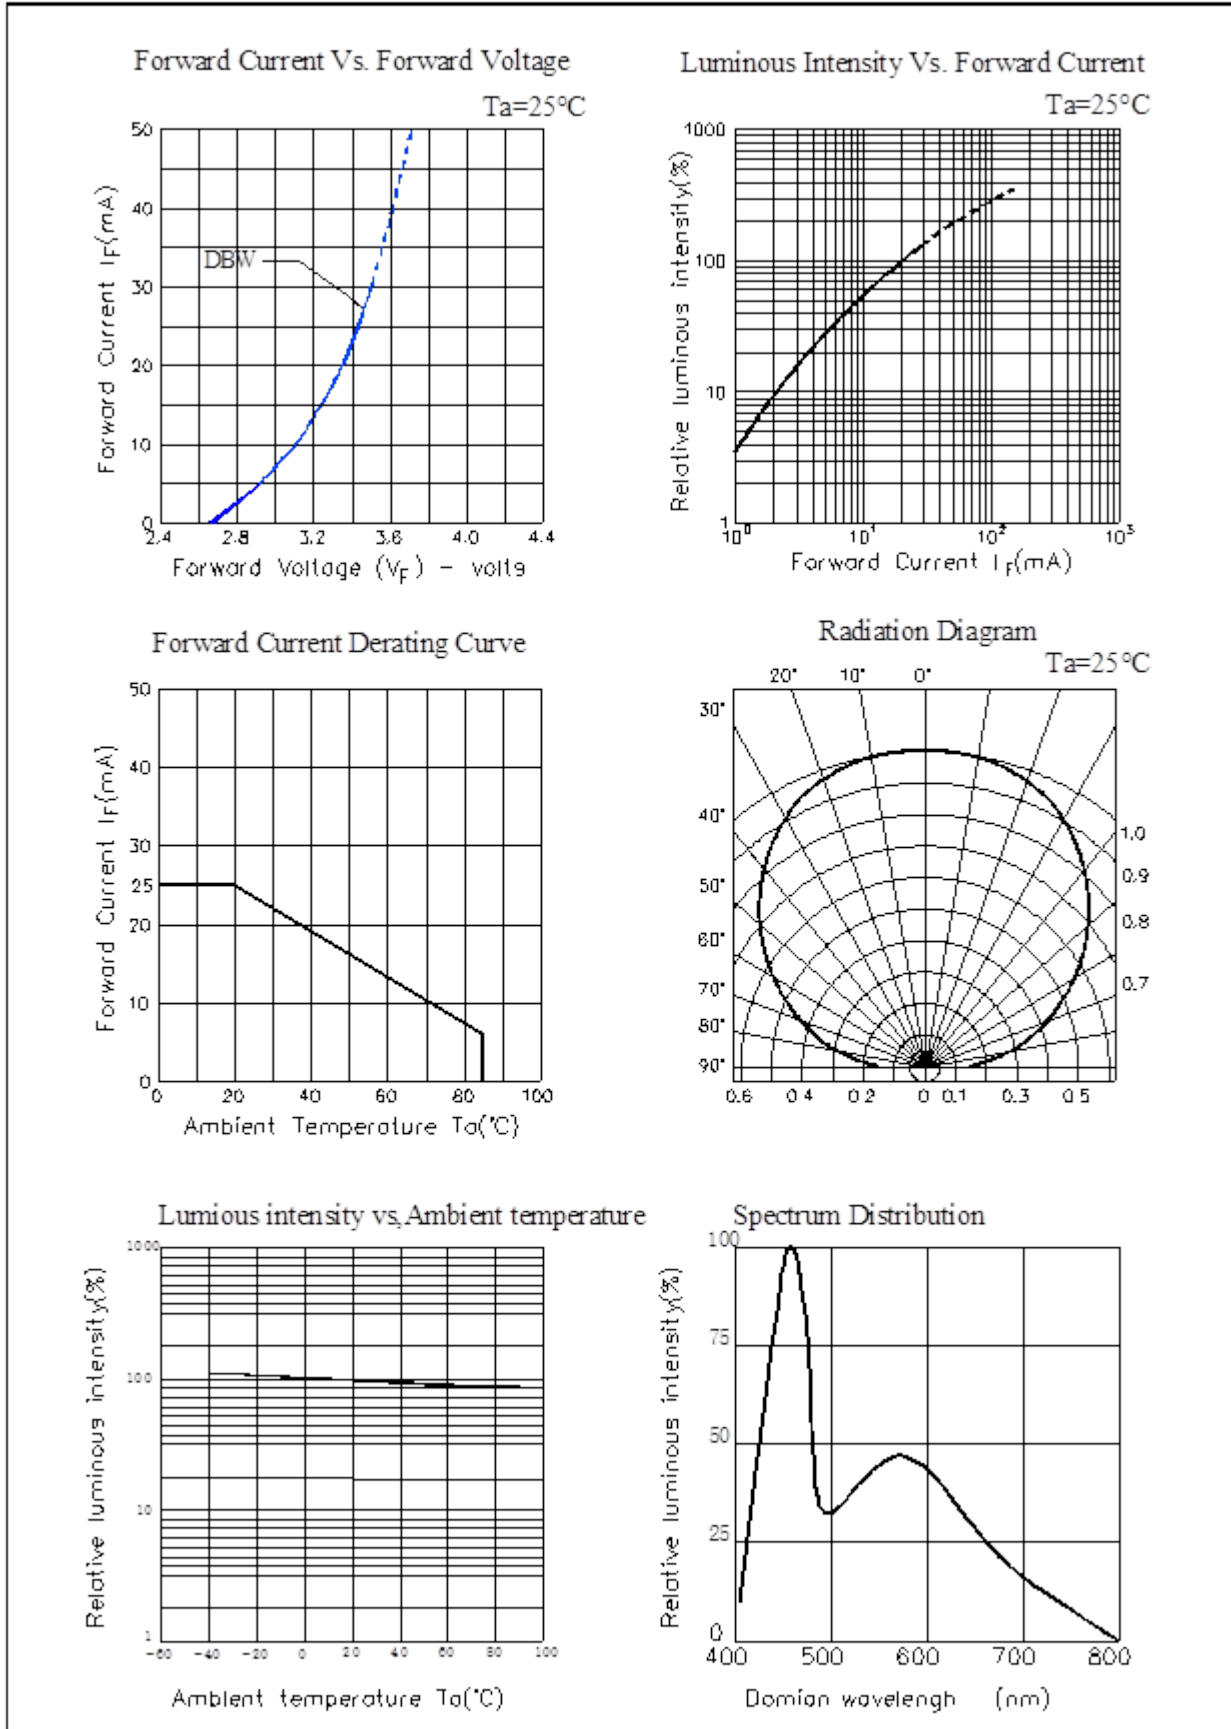 Forward Current Vs. Forward Voltage
Ta=25°C
50
40
30
20
10
0
Forward Current IF(mA)
DBW
2.4 2.8 3.2 3.6 4.0 4.4
Forward Voltage (VF) - volts
Luminous Intensity Vs. Forward Current
Ta=25°C
1000
100
10
1
Relative luminous intensity(%)
10⁰ 10¹ 10² 10³
Forward Current IF(mA)
Forward Current Derating Curve
50
40
30
25
20
10
0
Forward Current IF(mA)
0 20 40 60 80 100
Ambient Temperature Ta(°C)
Radiation Diagram
Ta=25°C
20° 10° 0°
30°
40°
50°
60°
70°
80°
90°
1.0
0.9
0.8
0.7
0.6 0.4 0.2 0 0.1 0.3 0.5
Lumious intensity vs,Ambient temperature
1000
100
10
1
Relative luminous intensity(%)
-60 -40 -20 0 20 40 60 80 100
Ambient temperature Ta(°C)
Spectrum Distribution
100
75
50
25
0
Relative luminous intensity(%)
400 500 600 700 800
Domian wavelengh (nm)